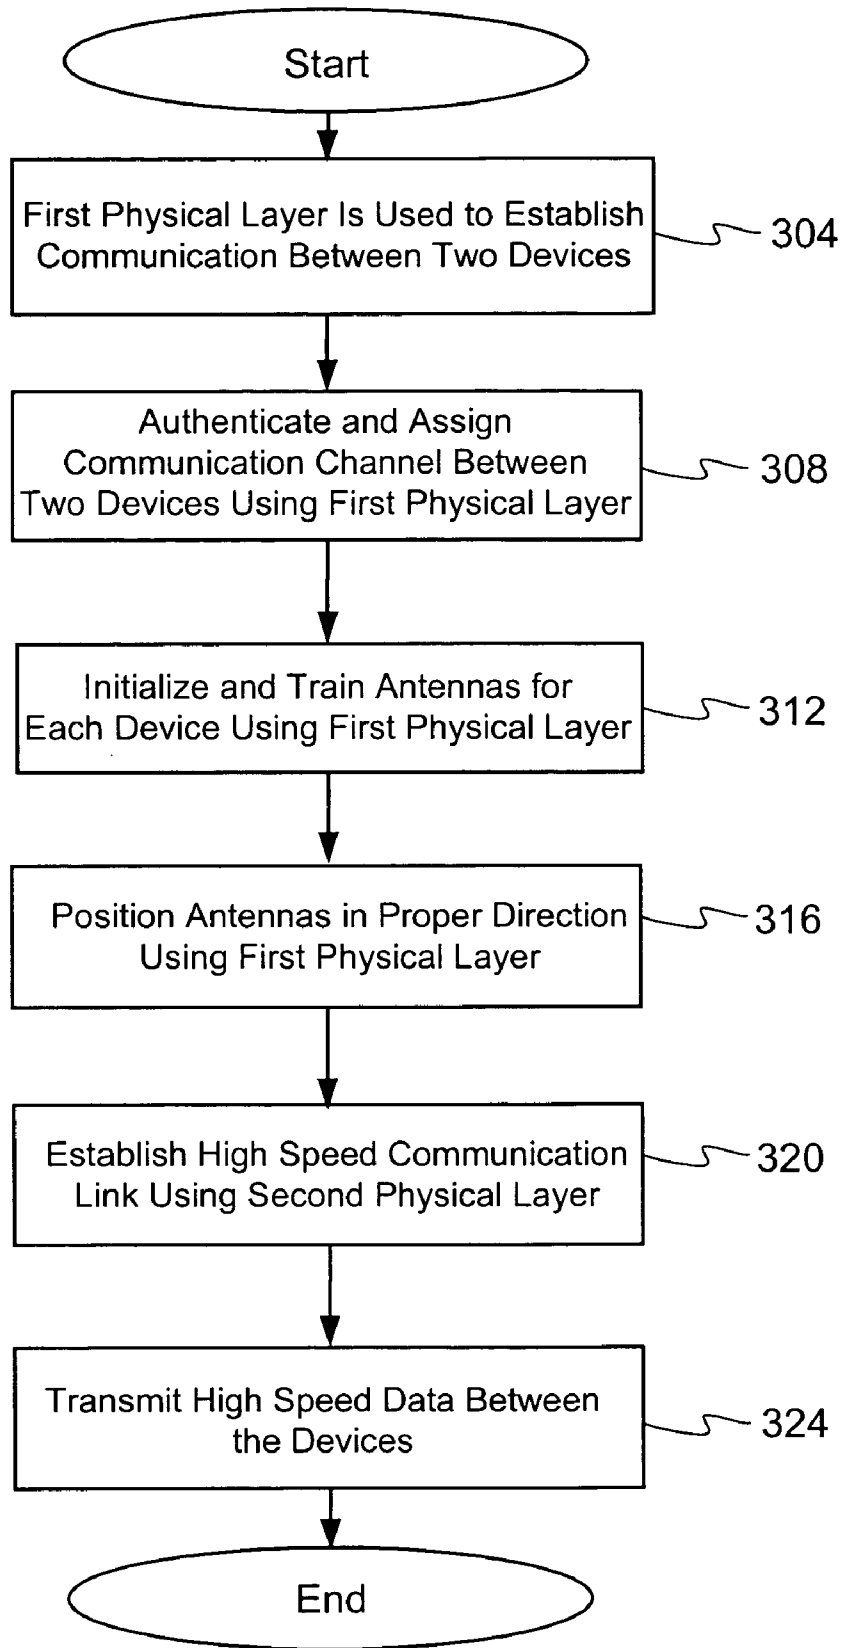 Start
First Physical Layer Is Used to Establish
Communication Between Two Devices
304
Authenticate and Assign
Communication Channel Between
Two Devices Using First Physical Layer
308
Initialize and Train Antennas for
Each Device Using First Physical Layer
312
Position Antennas in Proper Direction
Using First Physical Layer
316
Establish High Speed Communication
Link Using Second Physical Layer
320
Transmit High Speed Data Between
the Devices
324
End